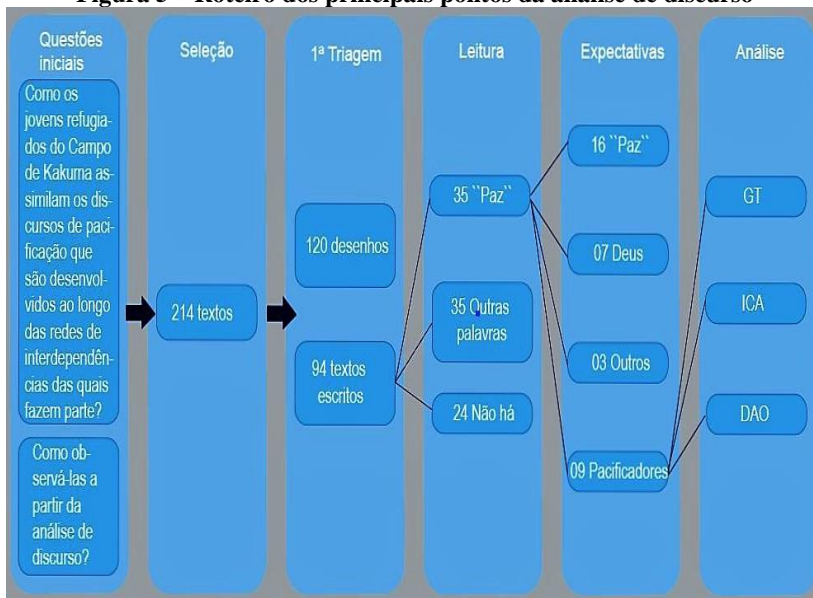 Figura 5 – Roteiro dos principais pontos da análise de discurso
Questões
iniciais
Como os
jovens refugia-
dos do Campo
de Kakuma as-
similam os dis-
cursos de paci-
ficação que
são desenvol-
vidos ao longo
das redes de
interdependên-
cias das quais
fazem parte?
Como ob-
servá-las a
partir da
análise de
discurso?
Seleção
214 textos
1ª Triagem
120 desenhos
94 textos
escritos
Leitura
35 ``Paz``
35 Outras
palavras
24 Não há
Expectativas
16 ``Paz``
07 Deus
03 Outros
09 Pacificadores
Análise
GT
ICA
DAO